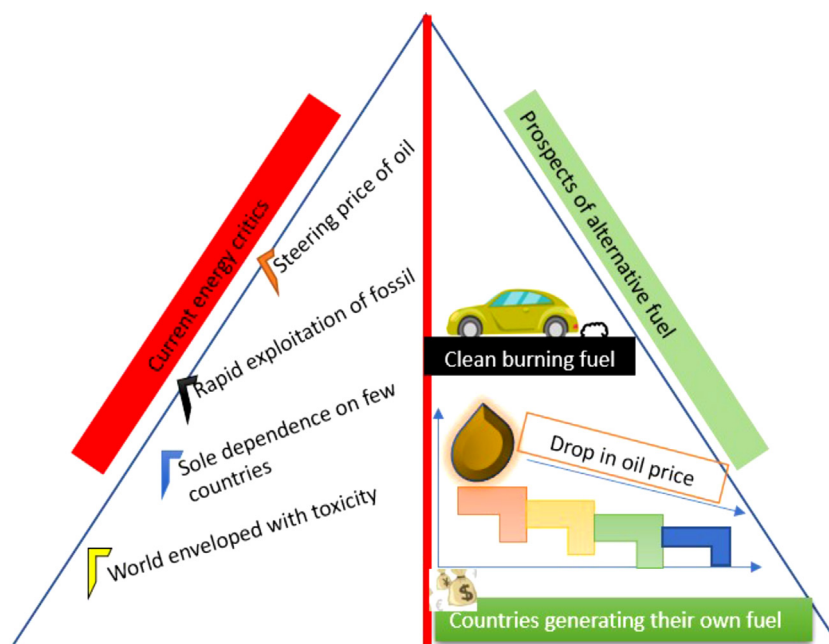 Current energy critics
Steering price of oil
Rapid exploitation of fossil
Sole dependence on few
countries
World enveloped with toxicity
Prospects of alternative fuel
Clean burning fuel
Drop in oil price
$
Countries generating their own fuel